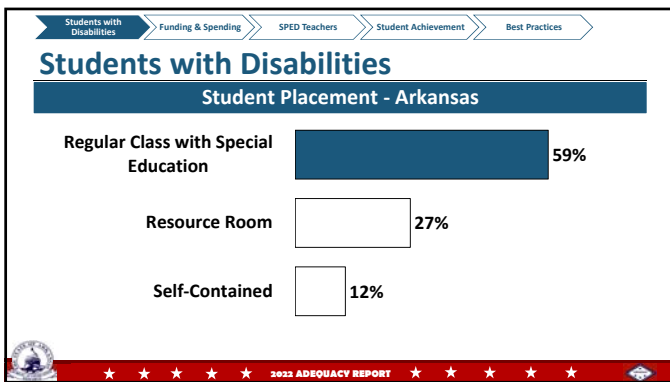 Students with
Disabilities
Funding & Spending
SPED Teachers
Student Achievement
Best Practices
Students with Disabilities
Student Placement - Arkansas
Regular Class with Special
Education
59%
Resource Room
27%
Self-Contained
12%
2022 ADEQUACY REPORT